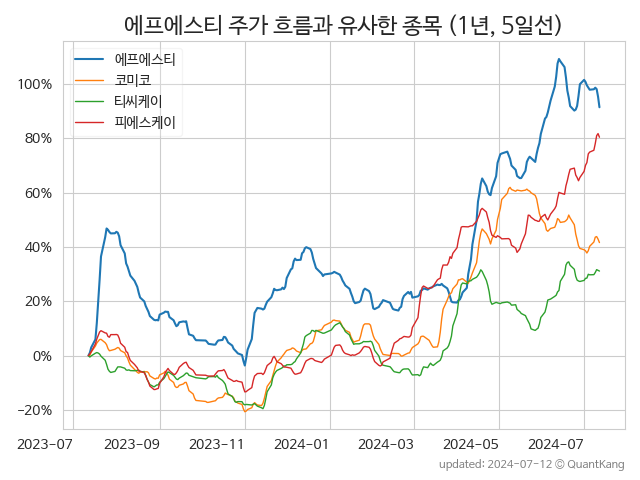 에프에스티 주가 흐름과 유사한 종목 (1년, 5일선)
에프에스티
코미코
티씨케이
피에스케이
100%
80%
60%
40%
20%
0%
−20%
2023-07 2023-09 2023-11 2024-01 2024-03 2024-05 2024-07
updated: 2024-07-12 © QuantKang